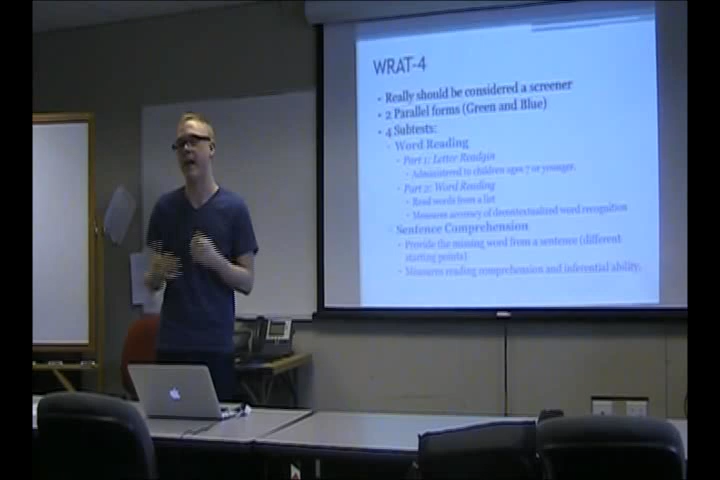 WRAT-4
• Really should be considered a screener
• 2 Parallel forms (Green and Blue)
• 4 Subtests:
▫ Word Reading
• Part 1: Letter Readgin
• Administered to children ages 7 or younger.
• Part 2: Word Reading
• Read words from a list
• Measures accuracy of decontextualized word recognition
▫ Sentence Comprehension
• Provide the missing word from a sentence (different
starting points)
• Measures reading comprehension and inferential ability.